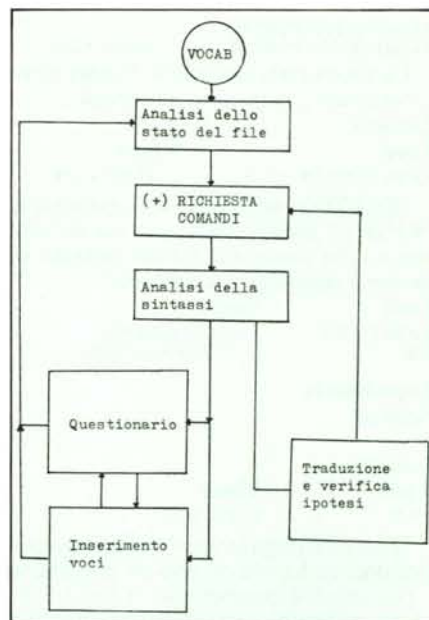 VOCAB
Analisi dello
stato del file
(+) RICHIESTA
COMANDI
Analisi della
sintassi
Questionario
Traduzione
e verifica
ipotesi
Inserimento
voci